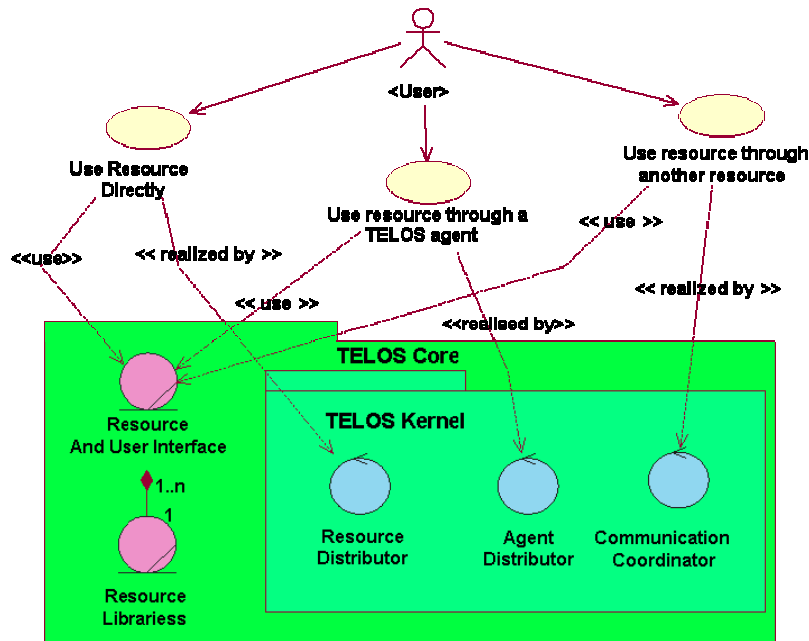 <User>
Use Resource
Directly
Use resource through a
TELOS agent
Use resource through
another resource
<<use>>
<< realized by >>
<< use >>
<< use >>
<<realised by>>
<< realized by >>
TELOS Core
TELOS Kernel
Resource
And User Interface
1..n
1
Resource
Librariess
Resource
Distributor
Agent
Distributor
Communication
Coordinator